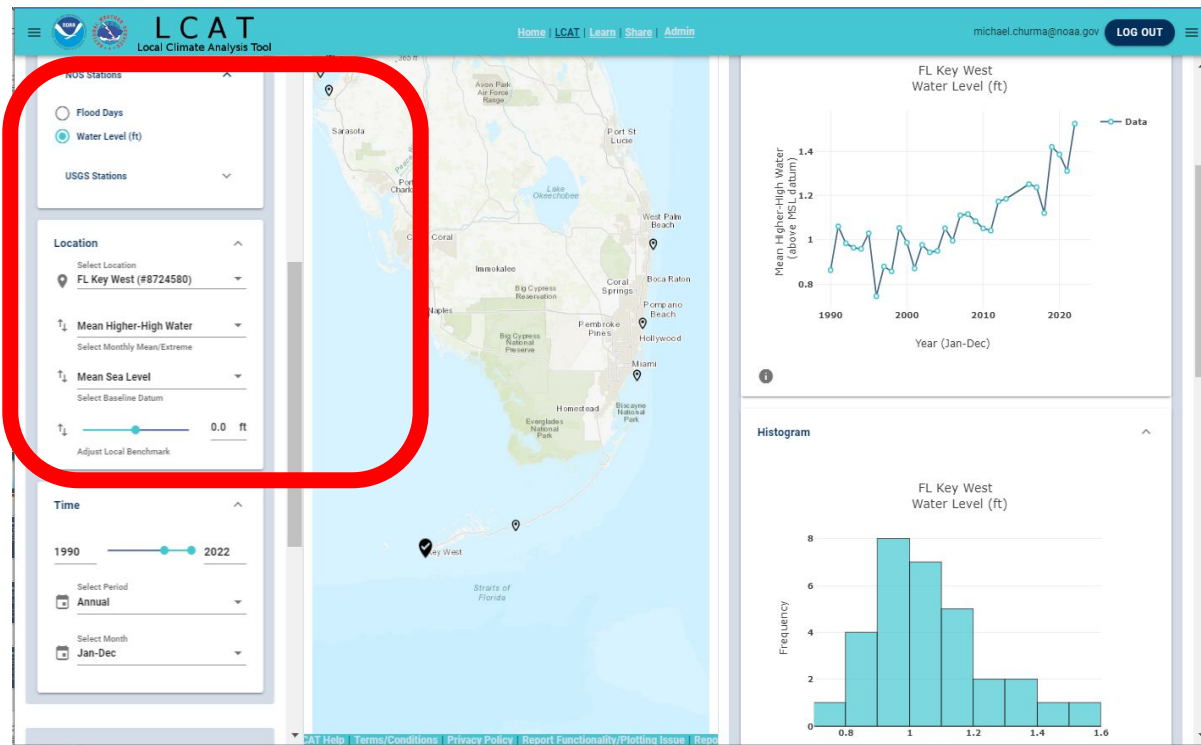 L C A T
Local Climate Analysis Tool
Home | LCAT | Learn | Share | Admin
michael.churma@noaa.gov
LOG OUT
NOS Stations
Flood Days
Water Level (ft)
USGS Stations
Location
Select Location
FL Key West (#8724580)
Mean Higher-High Water
Select Monthly Mean/Extreme
Mean Sea Level
Select Baseline Datum
0.0 ft
Adjust Local Benchmark
Time
1990
2022
Select Period
Annual
Select Month
Jan-Dec
Avon Park
Air Force
Range
Sarasota
Port St
Lucie
Lake
Okeechobee
West Palm
Beach
Coral
Immokalee
Big Cypress
Reservation
Coral
Springs
Boca Raton
Pompano
Beach
Naples
Pembroke
Pines
Hollywood
Big Cypress
National
Preserve
Miami
Homestead
Biscayne
National
Park
Everglades
National
Park
Key West
Straits of
Florida
CAT Help | Terms/Conditions | Privacy Policy | Report Functionality/Plotting Issue | Repo
FL Key West
Water Level (ft)
Data
Mean Higher-High Water
(above MSL datum)
1.4
1.2
1
0.8
1990
2000
2010
2020
Year (Jan-Dec)
Histogram
FL Key West
Water Level (ft)
Frequency
8
6
4
2
0
0.8
1
1.2
1.4
1.6